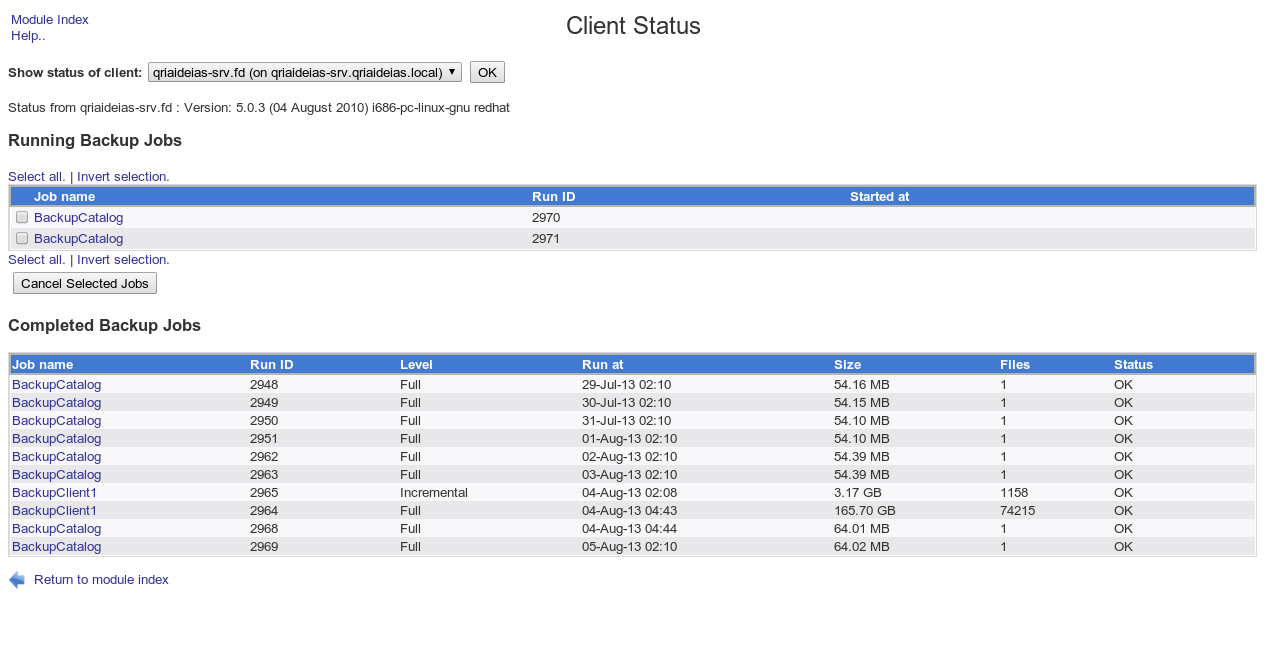 Module Index
Help..
Client Status
Show status of client: qriaideias-srv.fd (on qriaideias-srv.qriaideias.local) ▼ OK
Status from qriaideias-srv.fd : Version: 5.0.3 (04 August 2010) i686-pc-linux-gnu redhat
Running Backup Jobs
Select all. | Invert selection.
Job name Run ID Started at
BackupCatalog 2970
BackupCatalog 2971
Select all. | Invert selection.
Cancel Selected Jobs
Completed Backup Jobs
Job name Run ID Level Run at Size Files Status
BackupCatalog 2948 Full 29-Jul-13 02:10 54.16 MB 1 OK
BackupCatalog 2949 Full 30-Jul-13 02:10 54.15 MB 1 OK
BackupCatalog 2950 Full 31-Jul-13 02:10 54.10 MB 1 OK
BackupCatalog 2951 Full 01-Aug-13 02:10 54.10 MB 1 OK
BackupCatalog 2962 Full 02-Aug-13 02:10 54.39 MB 1 OK
BackupCatalog 2963 Full 03-Aug-13 02:10 54.39 MB 1 OK
BackupClient1 2965 Incremental 04-Aug-13 02:08 3.17 GB 1158 OK
BackupClient1 2964 Full 04-Aug-13 04:43 165.70 GB 74215 OK
BackupCatalog 2968 Full 04-Aug-13 04:44 64.01 MB 1 OK
BackupCatalog 2969 Full 05-Aug-13 02:10 64.02 MB 1 OK
Return to module index